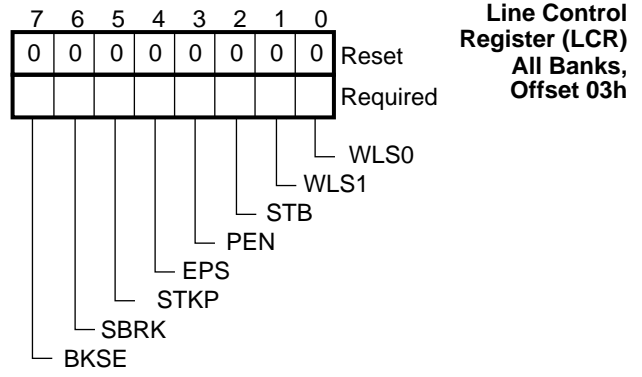 7 6 5 4 3 2 1 0
Line Control
Register (LCR)
All Banks,
Offset 03h
0 0 0 0 0 0 0 0 Reset
Required
WLS0
WLS1
STB
PEN
EPS
STKP
SBRK
BKSE